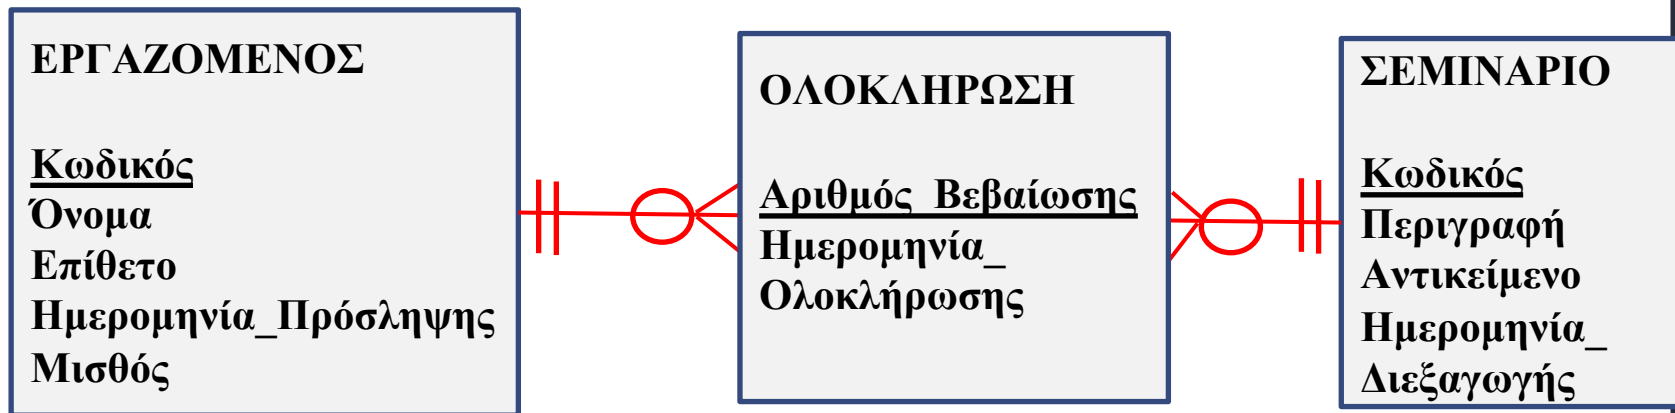 ΕΡΓΑΖΟΜΕΝΟΣ
Κωδικός
Όνομα
Επίθετο
Ημερομηνία_Πρόσληψης
Μισθός
ΟΛΟΚΛΗΡΩΣΗ
Αριθμός_Βεβαίωσης
Ημερομηνία_
Ολοκλήρωσης
ΣΕΜΙΝΑΡΙΟ
Κωδικός
Περιγραφή
Αντικείμενο
Ημερομηνία_
Διεξαγωγής